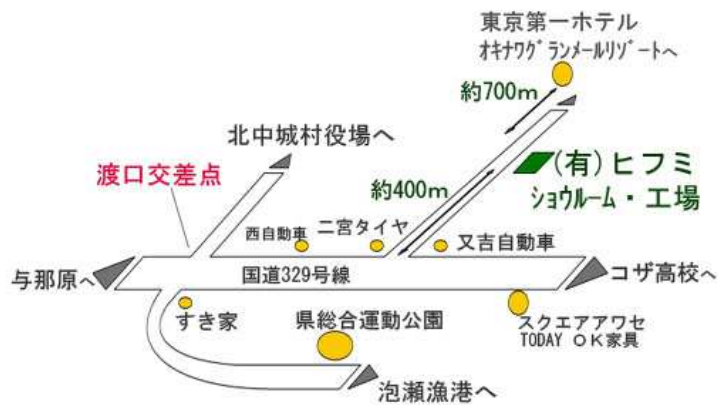 東京第一ホテル
オキナワグランメールリゾートへ
約700m
北中城村役場へ
渡口交差点
(有)ヒフミ
ショウルーム・工場
約400m
西自動車
二宮タイヤ
又吉自動車
与那原へ
国道329号線
コザ高校へ
すき家
県総合運動公園
スクエアアワセ
TODAY OK家具
泡瀬漁港へ